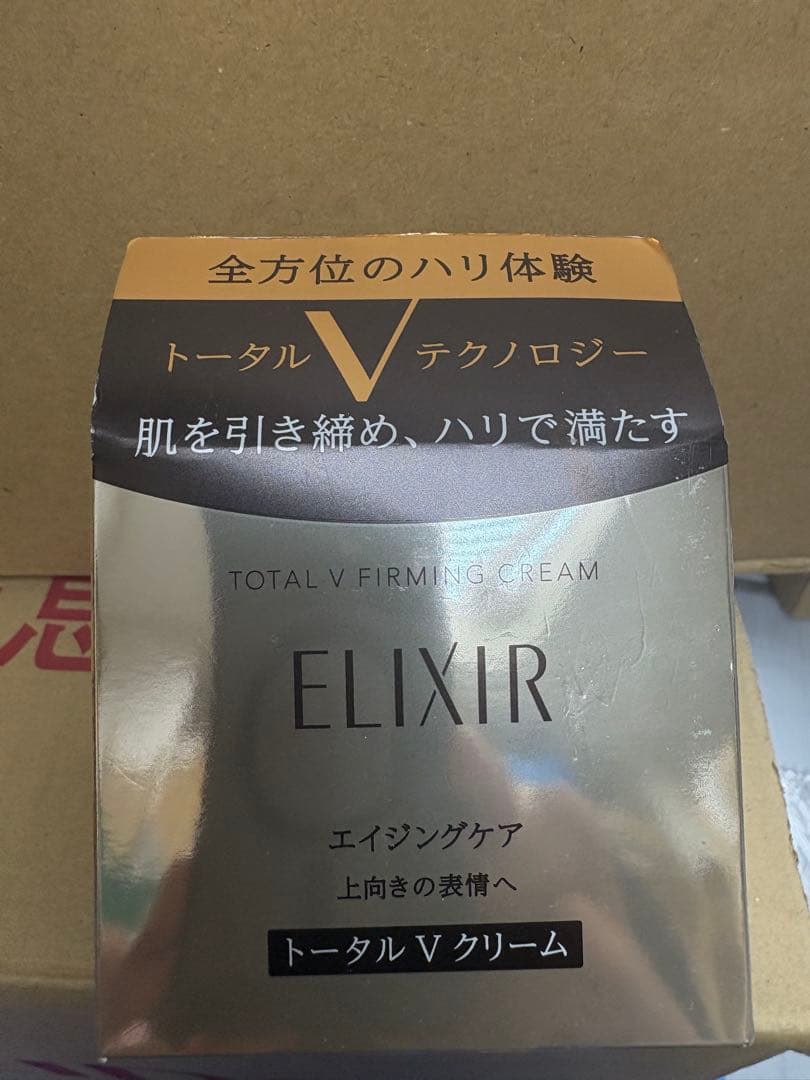 全方位のハリ体験
トータル V テクノロジー
肌を引き締め、ハリで満たす
TOTAL V FIRMING CREAM
ELIXIR
エイジングケア
上向きの表情へ
トータル V クリーム
息